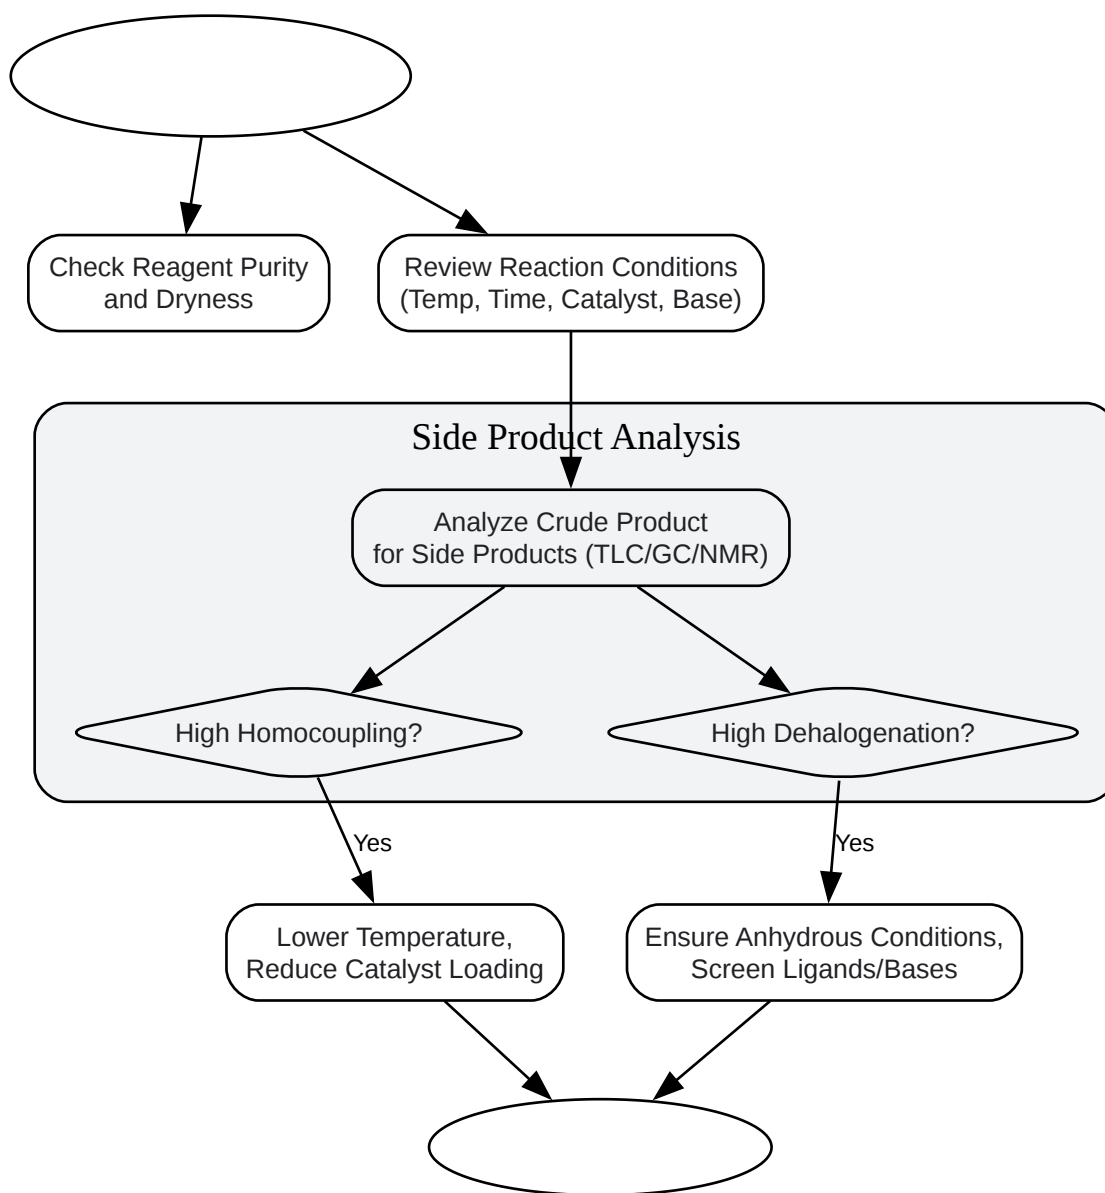 Check Reagent Purity
and Dryness
Review Reaction Conditions
(Temp, Time, Catalyst, Base)
Side Product Analysis
Analyze Crude Product
for Side Products (TLC/GC/NMR)
High Homocoupling?
High Dehalogenation?
Yes
Yes
Lower Temperature,
Reduce Catalyst Loading
Ensure Anhydrous Conditions,
Screen Ligands/Bases